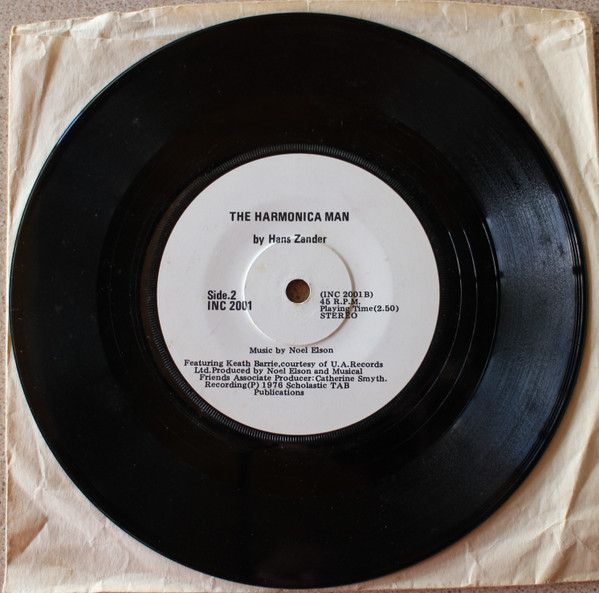 THE HARMONICA MAN
by Hans Zander
Side.2
INC 2001
(INC 2001B)
45 R.P.M.
Playing Time(2.50)
STEREO
Music by Noel Elson
Featuring Keath Barrie,courtesy of U.A.Records
Ltd.Produced by Noel Elson and Musical
Friends Associate Producer:Catherine Smyth.
Recording(P) 1976 Scholastic TAB
Publications